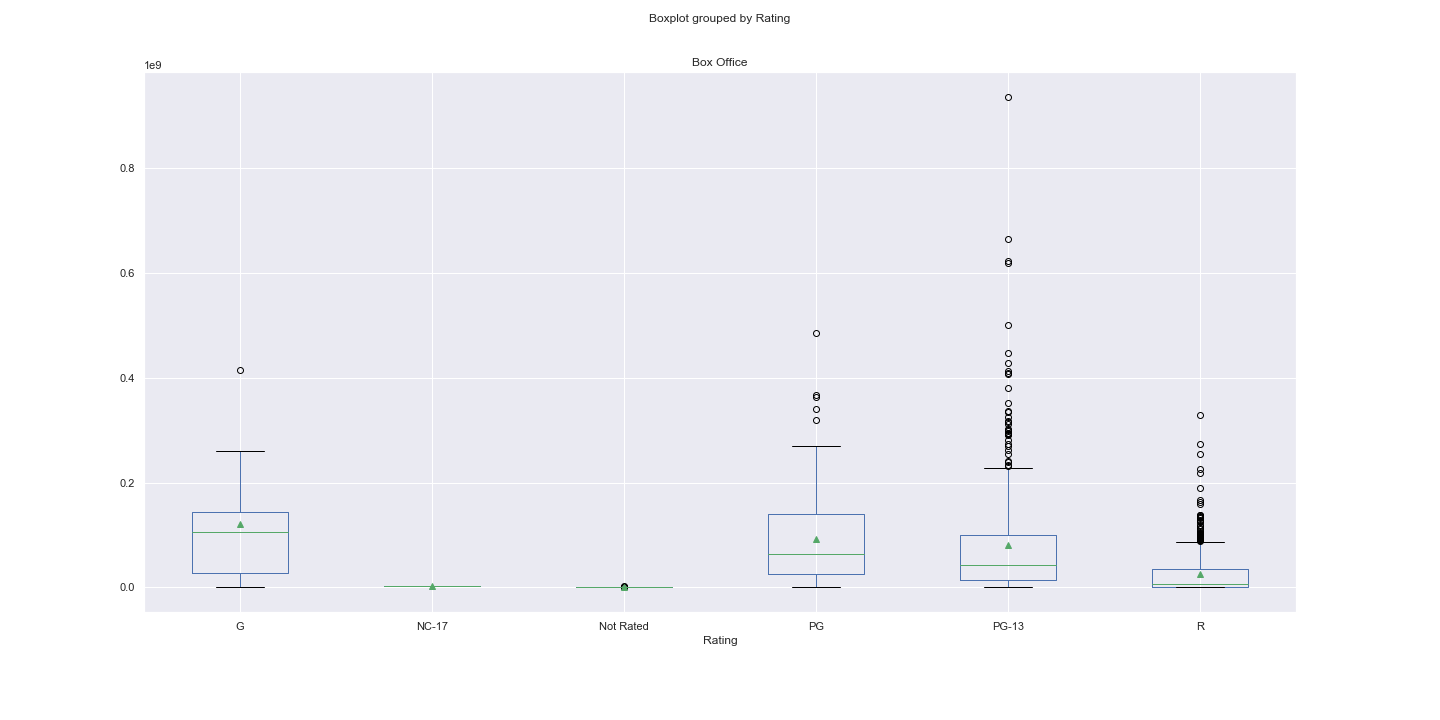 Boxplot grouped by Rating
Box Office
1e9
0.8
0.6
0.4
0.2
0.0
G NC-17 Not Rated PG PG-13 R
Rating